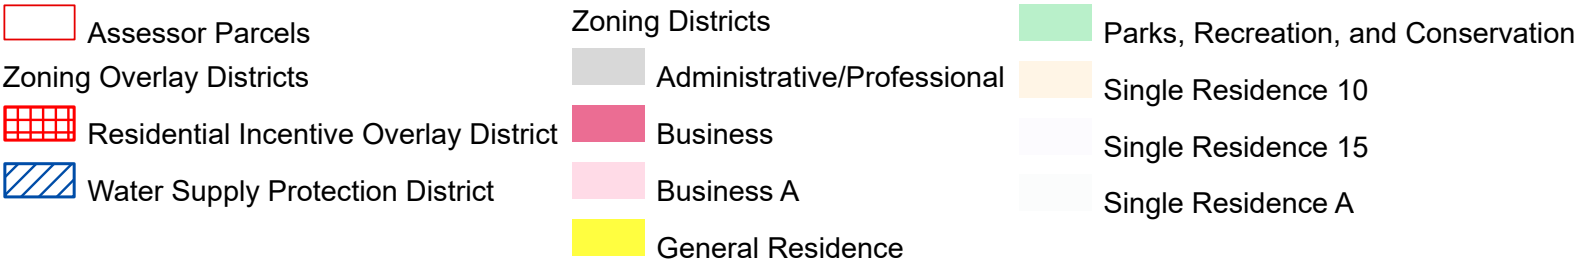 Assessor Parcels
Zoning Overlay Districts
Residential Incentive Overlay District
Water Supply Protection District
Zoning Districts
Administrative/Professional
Business
Business A
General Residence
Parks, Recreation, and Conservation
Single Residence 10
Single Residence 15
Single Residence A